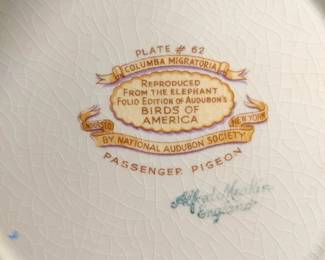 PLATE # 62
COLUMBA MIGRATORIA
REPRODUCED
FROM THE ELEPHANT
FOLIO EDITION OF AUDUBON'S
BIRDS OF
AMERICA
NEW YORK
BY NATIONAL AUDUBON SOCIETY
PASSENGER PIGEON
Alfred Meakin
England